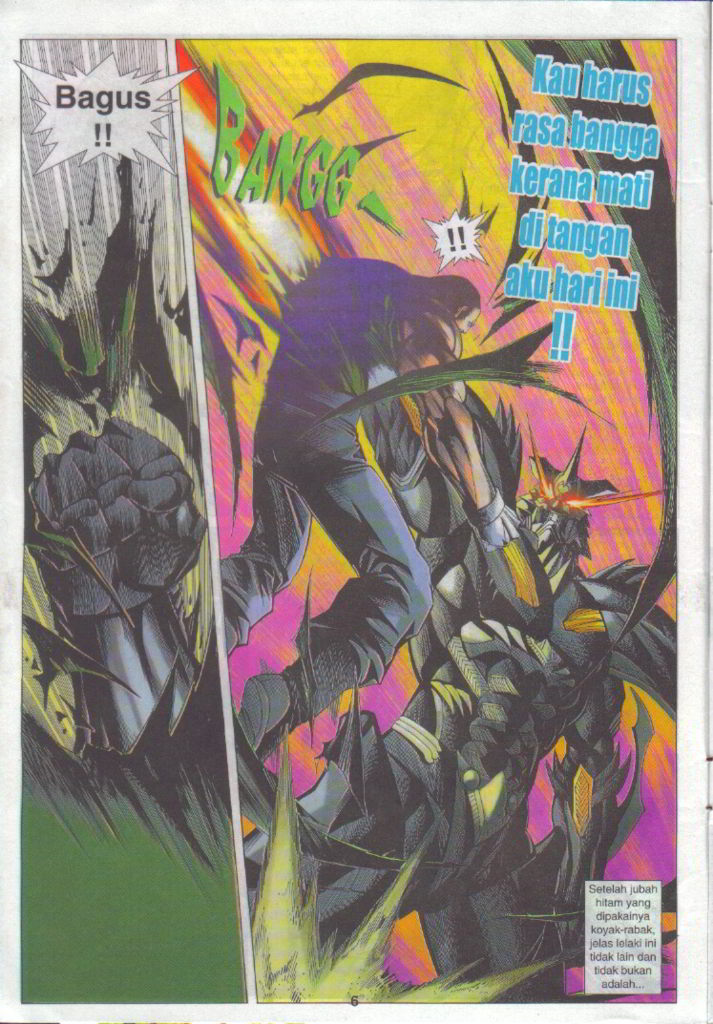 Bagus
!!
BANGG
!!
Kau harus
rasa bangga
kerana mati
di tangan
aku hari ini
!!
Setelah jubah
hitam yang
dipakainya
koyak-rabak,
jelas lelaki ini
tidak lain dan
tidak bukan
adalah...
6